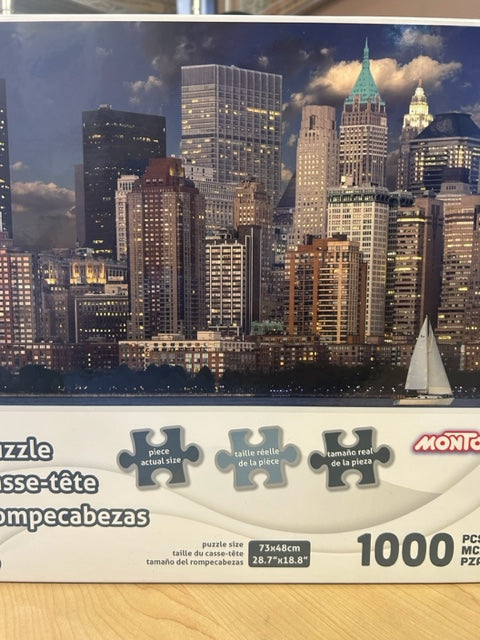 uzzle
asse-tête
ompecabezas
piece
actual size
taille réelle
de la pièce
tamaño real
de la pieza
MONTO
puzzle size
taille du casse-tête
tamaño del rompecabezas
73x48cm
28.7"x18.8"
1000
PCS
MC
PZA